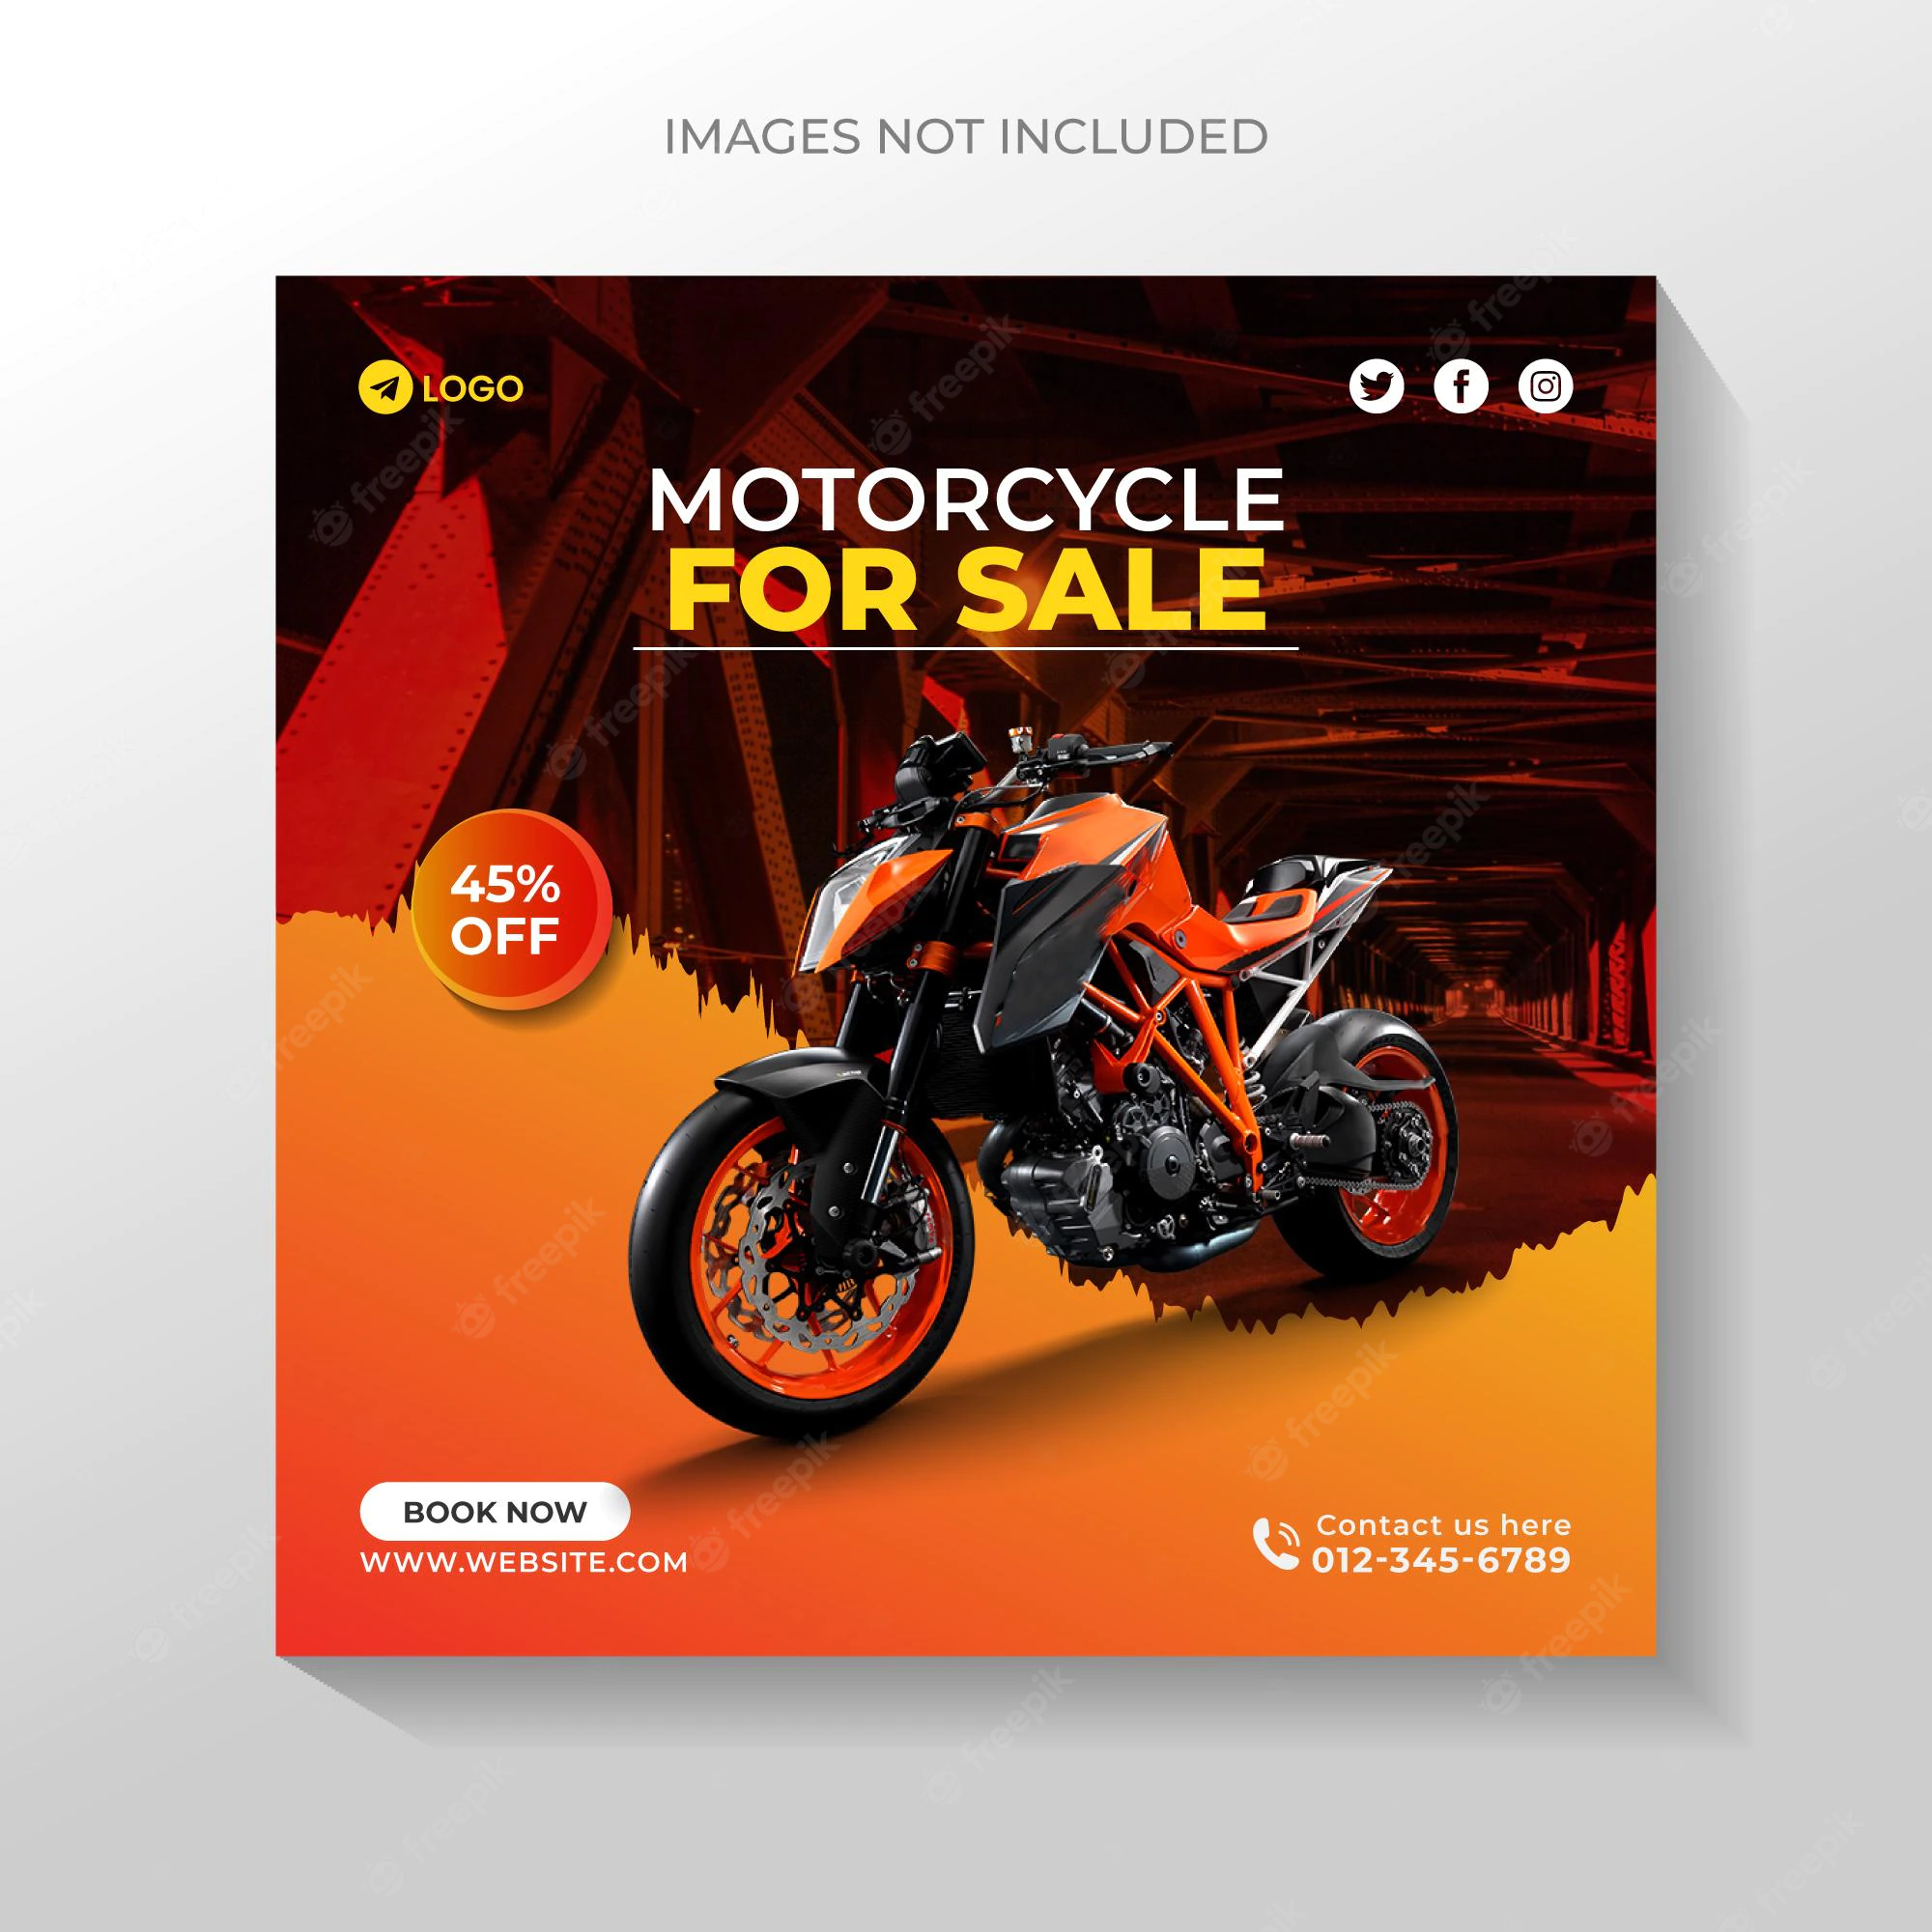 IMAGES NOT INCLUDED
LOGO
MOTORCYCLE
FOR SALE
45%
OFF
BOOK NOW
WWW.WEBSITE.COM
Contact us here
012-345-6789
freepik